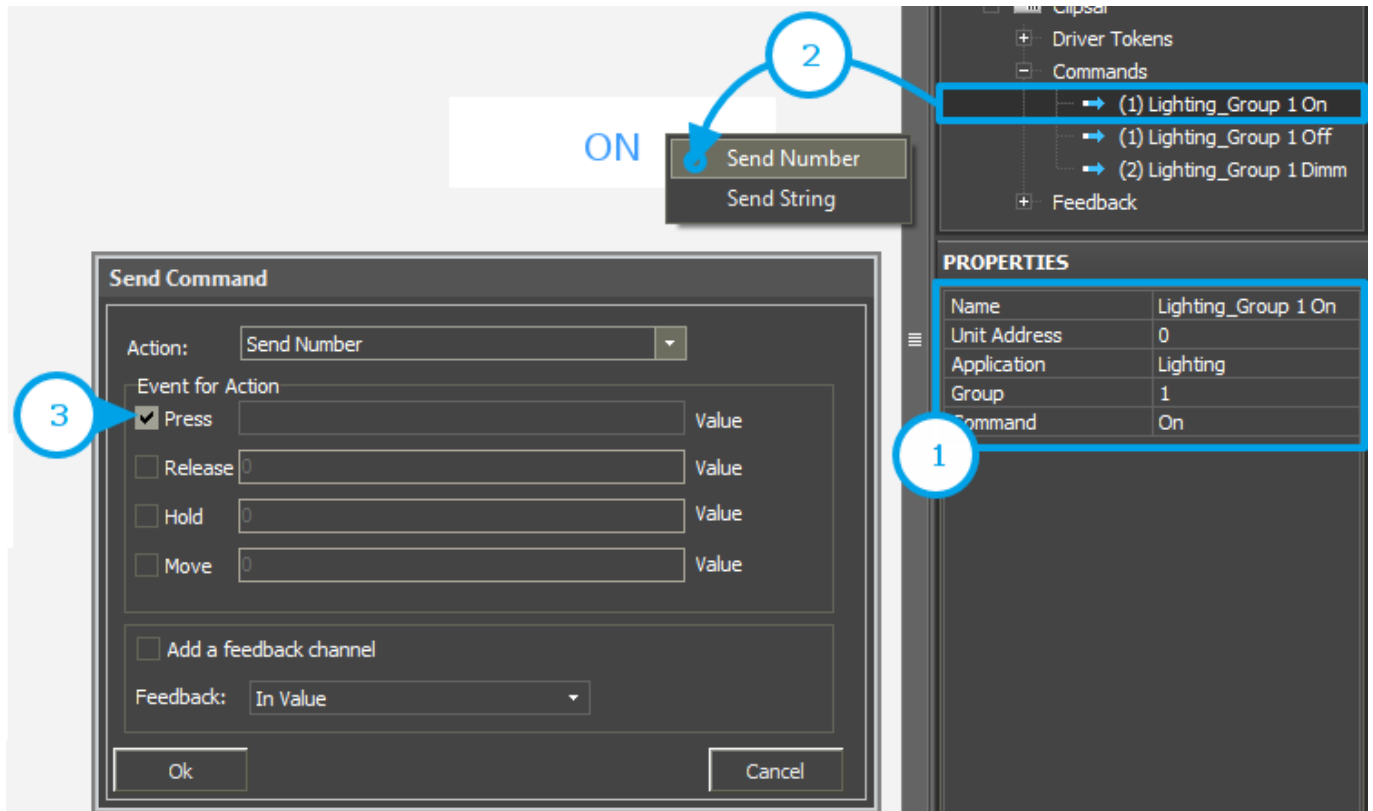 Clipsal
Driver Tokens
Commands
(1) Lighting_Group 1 On
(1) Lighting_Group 1 Off
(2) Lighting_Group 1 Dimm
Feedback
2
ON
Send Number
Send String
PROPERTIES
Name Lighting_Group 1 On
Unit Address 0
Application Lighting
Group 1
Command On
1
Send Command
Action: Send Number
Event for Action
3
Press Value
Release 0 Value
Hold 0 Value
Move 0 Value
Add a feedback channel
Feedback: In Value
Ok Cancel